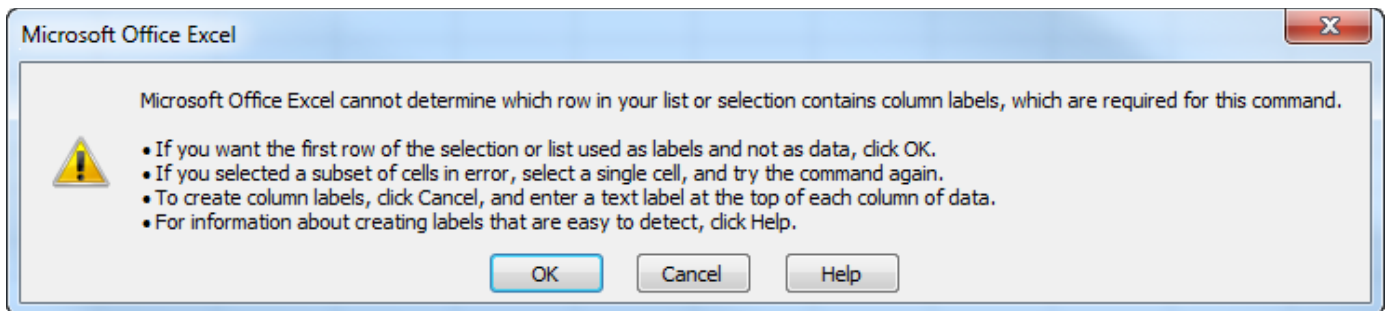 Microsoft Office Excel
Microsoft Office Excel cannot determine which row in your list or selection contains column labels, which are required for this command.
• If you want the first row of the selection or list used as labels and not as data, click OK.
• If you selected a subset of cells in error, select a single cell, and try the command again.
• To create column labels, click Cancel, and enter a text label at the top of each column of data.
• For information about creating labels that are easy to detect, click Help.
OK Cancel Help